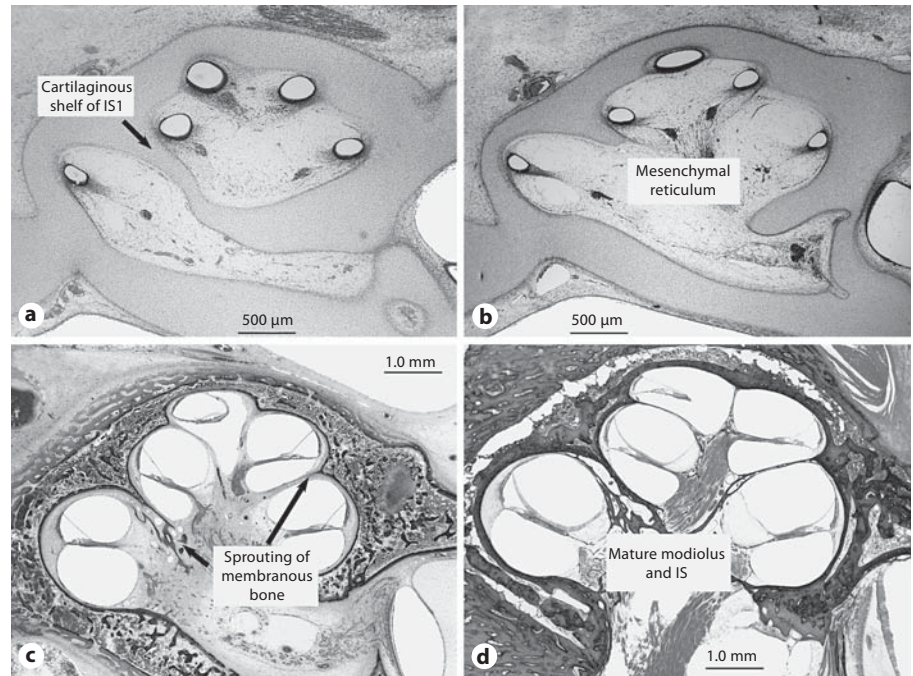 Cartilaginous
shelf of IS1
500 μm
a
Mesenchymal
reticulum
500 μm
b
1.0 mm
Sprouting of
membranous
bone
c
Mature modiolus
and IS
1.0 mm
d